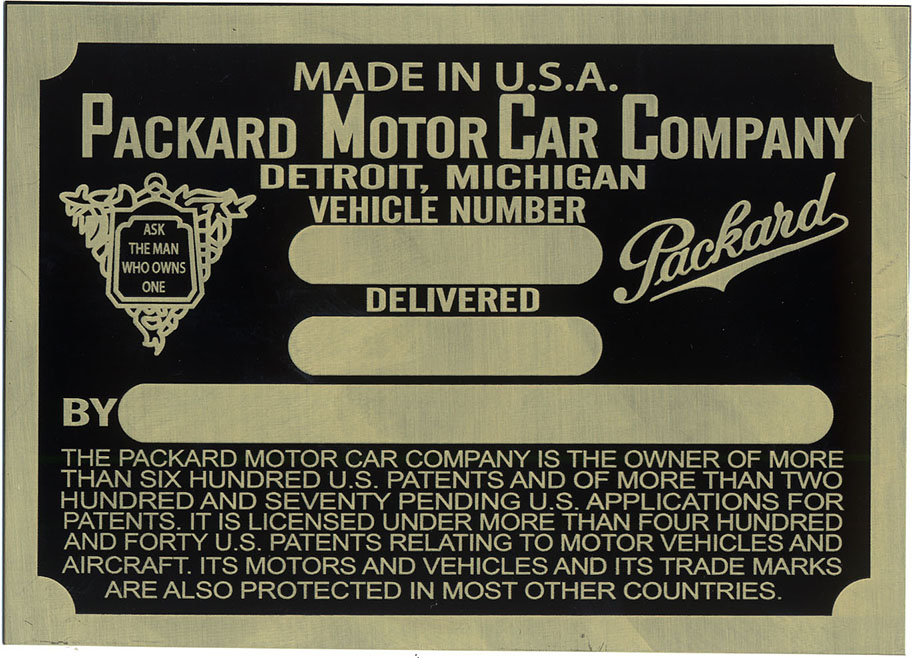 MADE IN U.S.A.
PACKARD MOTOR CAR COMPANY
DETROIT, MICHIGAN
VEHICLE NUMBER
ASK
THE MAN
WHO OWNS
ONE
Packard
DELIVERED
BY
THE PACKARD MOTOR CAR COMPANY IS THE OWNER OF MORE
THAN SIX HUNDRED U.S. PATENTS AND OF MORE THAN TWO
HUNDRED AND SEVENTY PENDING U.S. APPLICATIONS FOR
PATENTS. IT IS LICENSED UNDER MORE THAN FOUR HUNDRED
AND FORTY U.S. PATENTS RELATING TO MOTOR VEHICLES AND
AIRCRAFT. ITS MOTORS AND VEHICLES AND ITS TRADE MARKS
ARE ALSO PROTECTED IN MOST OTHER COUNTRIES.